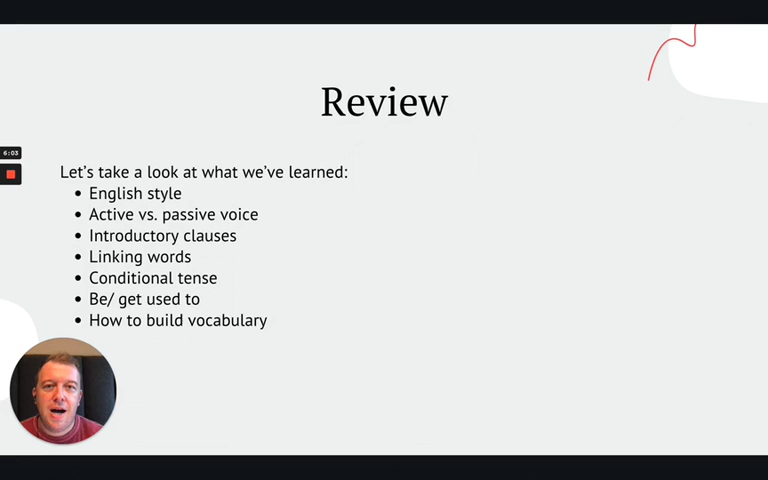 Review
6:03
Let's take a look at what we've learned:
• English style
• Active vs. passive voice
• Introductory clauses
• Linking words
• Conditional tense
• Be/ get used to
• How to build vocabulary